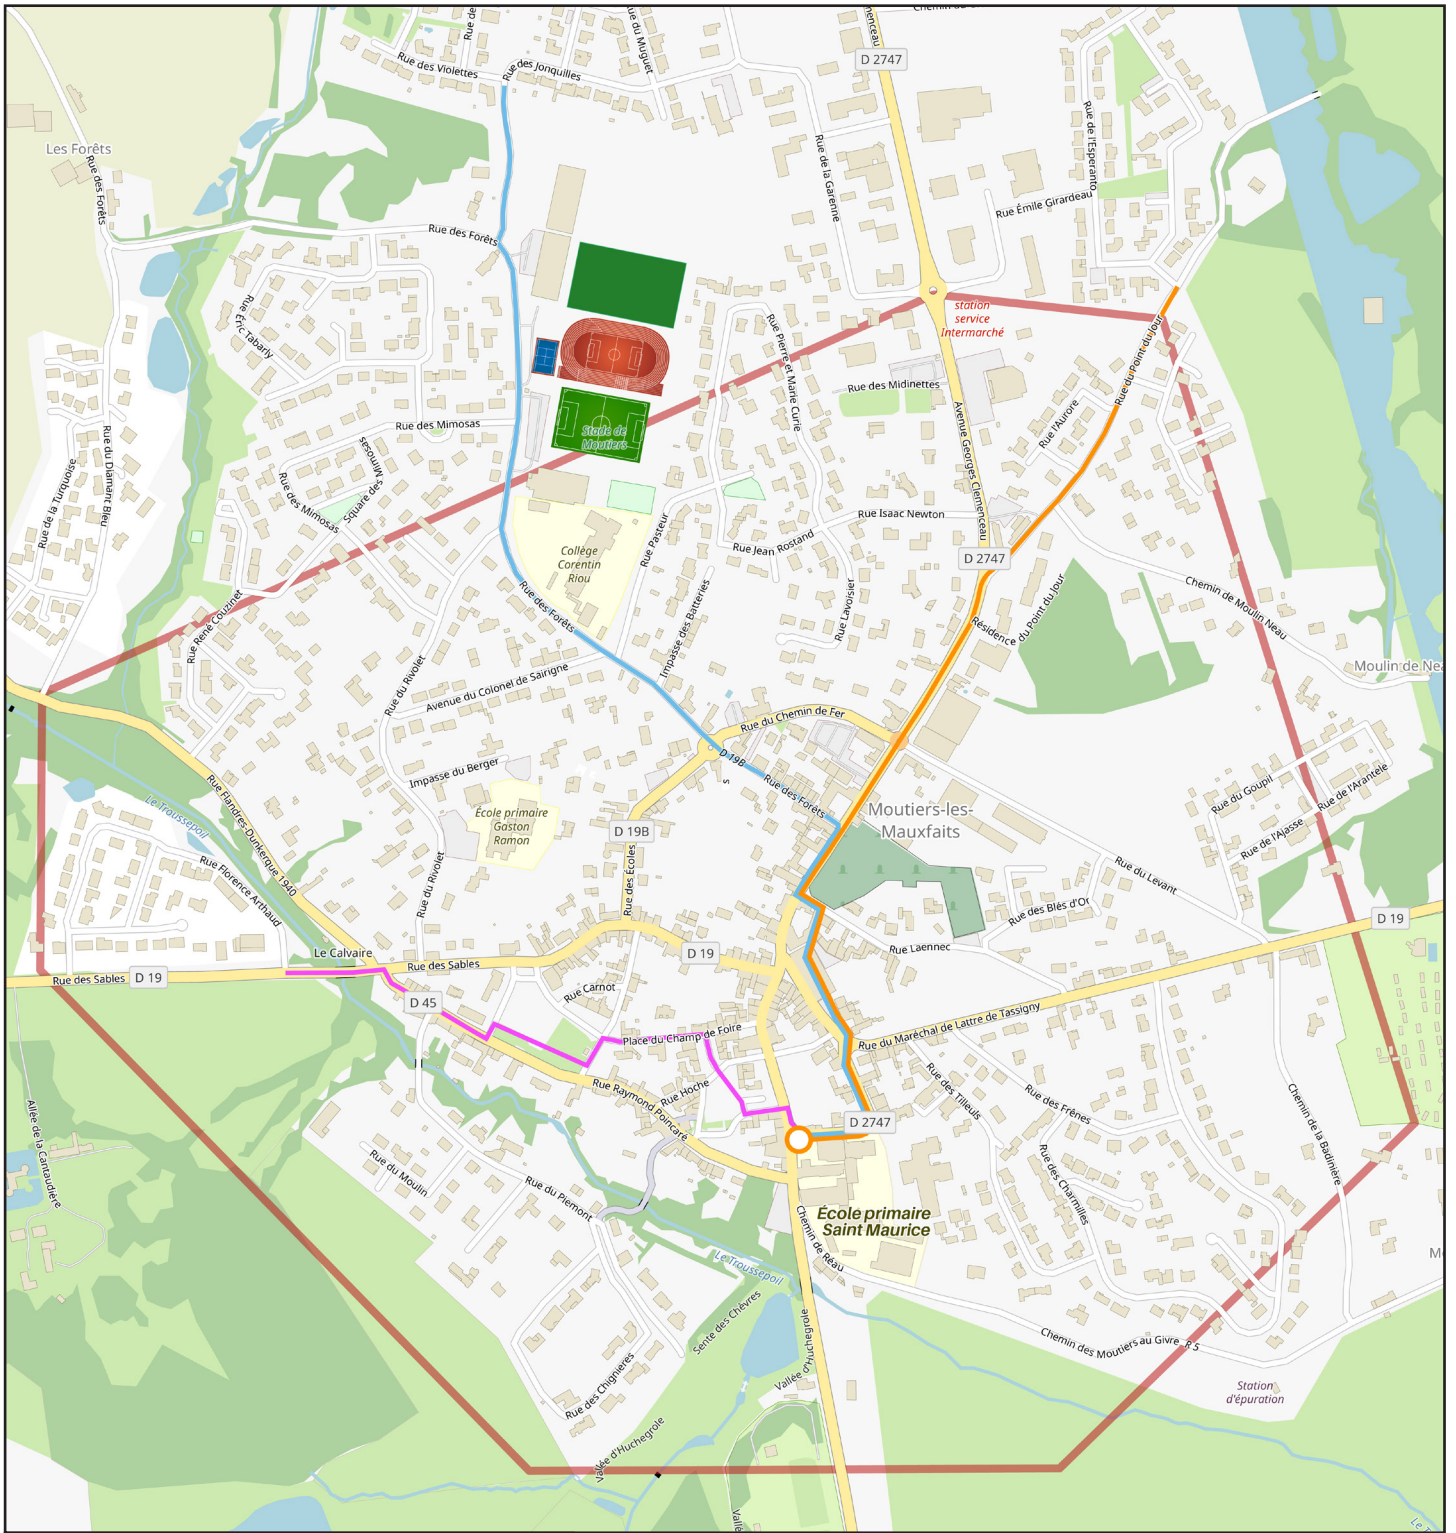 Rue des Violettes
Rue des Jonquilles
Rue du Muguet
D 2747
Les Forêts
Rue des Forêts
Rue des Forêts
Rue de la Garenne
Rue de l'Esperanto
Rue Émile Girardeau
Rue Éric Tabarly
station
service
Intermarché
Rue Pierre et Marie Curie
Rue du Point du Jour
Rue des Midinettes
Avenue Georges Clemenceau
Rue l'Aurore
Rue des Mimosas
Stade de
Moutiers
Rue du Diamant Bleu
Rue de la Turquoise
Rue des Mimosas
Square des Mimosas
Rue Pasteur
Rue Isaac Newton
Rue Jean Rostand
Collège
Corentin
Riou
D 2747
Rue René Couzinet
Rue des Forêts
Impasse des Batteries
Rue Lavoisier
Résidence du Point du Jour
Chemin de Moulin Neau
Moulin de Nea
Rue du Rivolet
Avenue du Colonel de Sairigne
Rue du Chemin de Fer
D 19B
Rue des Forêts
Impasse du Berger
Rue Flandres-Dunkerque 1940
Le Troussepoil
École primaire
Gaston
Ramon
D 19B
Moutiers-les-
Mauxfaits
Rue du Goupil
Rue de l'Arantele
Rue de l'Ajasse
Rue Florence Arthaud
Rue du Rivolet
Rue des Écoles
Rue du Levant
Rue des Blés d'Or
D 19
Le Calvaire
Rue Laennec
Rue des Sables
D 19
Rue des Sables
D 19
D 45
Rue Carnot
Place du Champ de Foire
Rue du Maréchal de Lattre de Tassigny
Rue Raymond Poincaré
Rue Hoche
Rue des Tilleuls
Rue des Frênes
Chemin de la Badinière
D 2747
Allée de la Cantaudière
Rue du Moulin
Rue du Piemont
Rue des Charmilles
École primaire
Saint Maurice
Chemin de Réau
Le Troussepoil
Sente des Chèvres
Chemin des Moutiers au Givre
R 5
Vallée d'Huchegrole
Station
d'épuration
Rue des Chignieres
Vallée d'Huchegrole